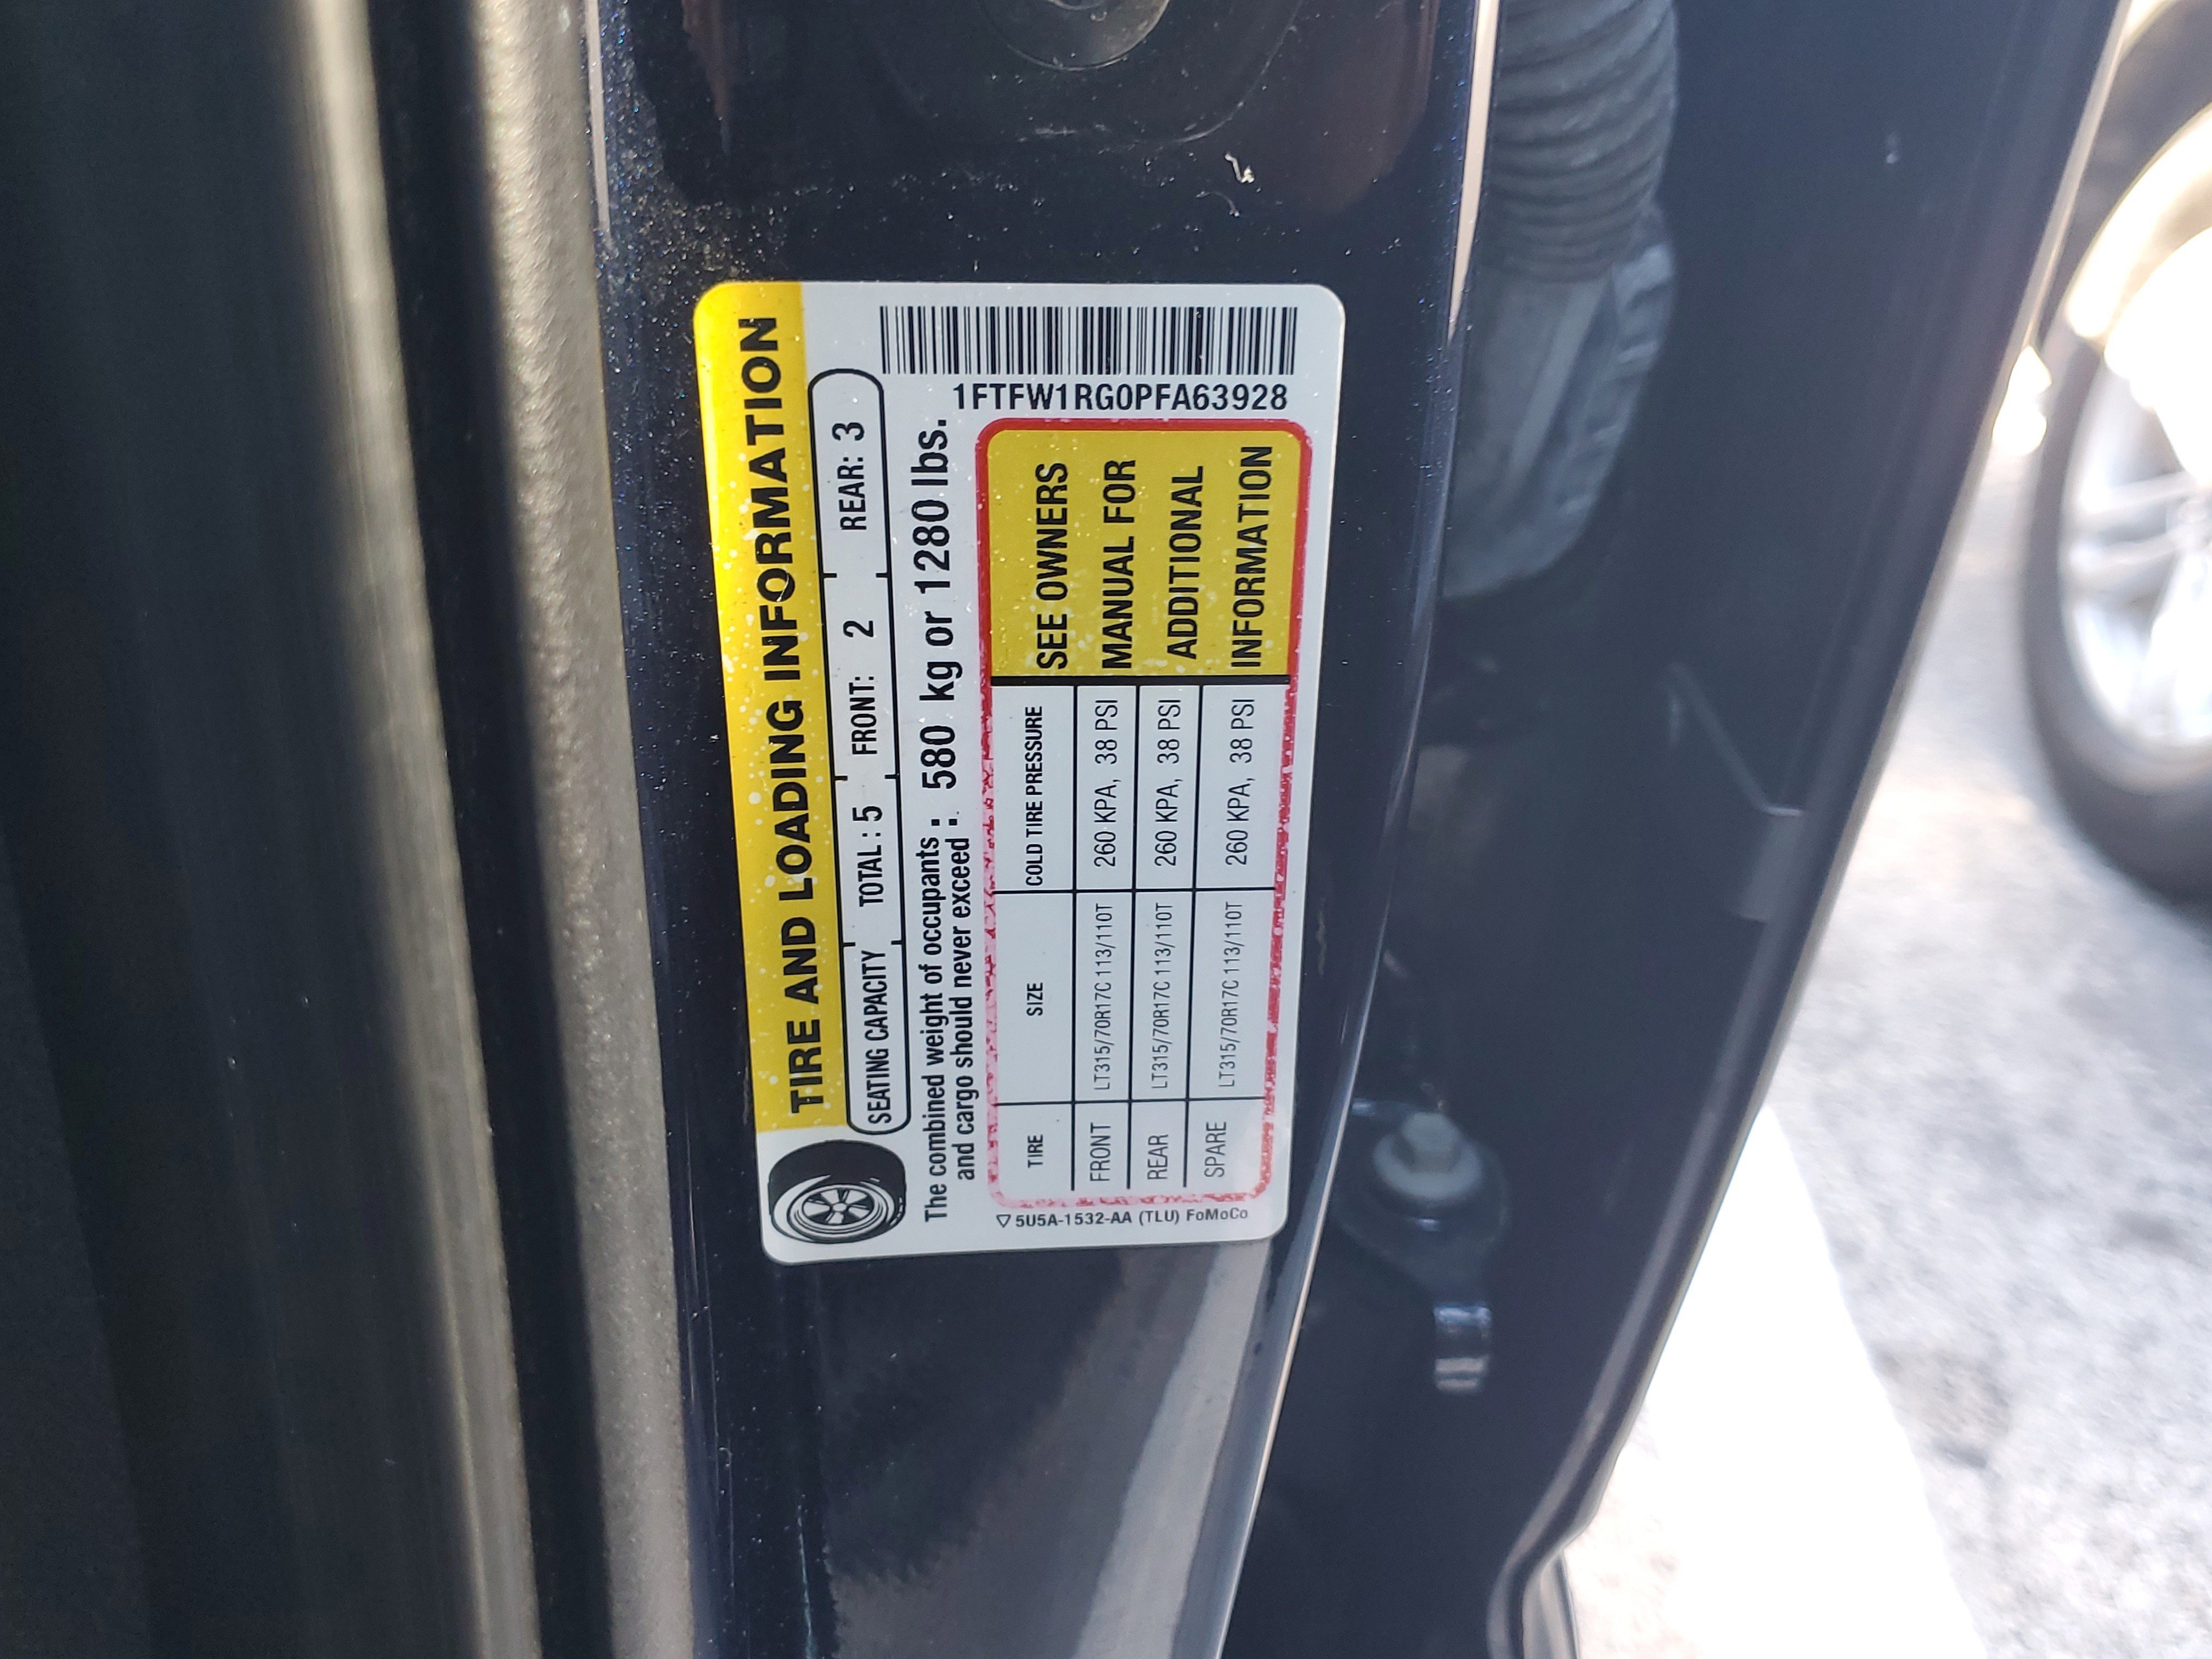 TIRE AND LOADING INFORMATION
SEATING CAPACITY TOTAL : 5 FRONT: 2 REAR: 3
The combined weight of occupants :
and cargo should never exceed : 580 kg or 1280 lbs.
1FTFW1RG0PFA63928
TIRE SIZE COLD TIRE PRESSURE
FRONT LT315/70R17C 113/110T 260 KPA, 38 PSI
REAR LT315/70R17C 113/110T 260 KPA, 38 PSI
SPARE LT315/70R17C 113/110T 260 KPA, 38 PSI
SEE OWNERS
MANUAL FOR
ADDITIONAL
INFORMATION
5U5A-1532-AA (TLU) FoMoCo